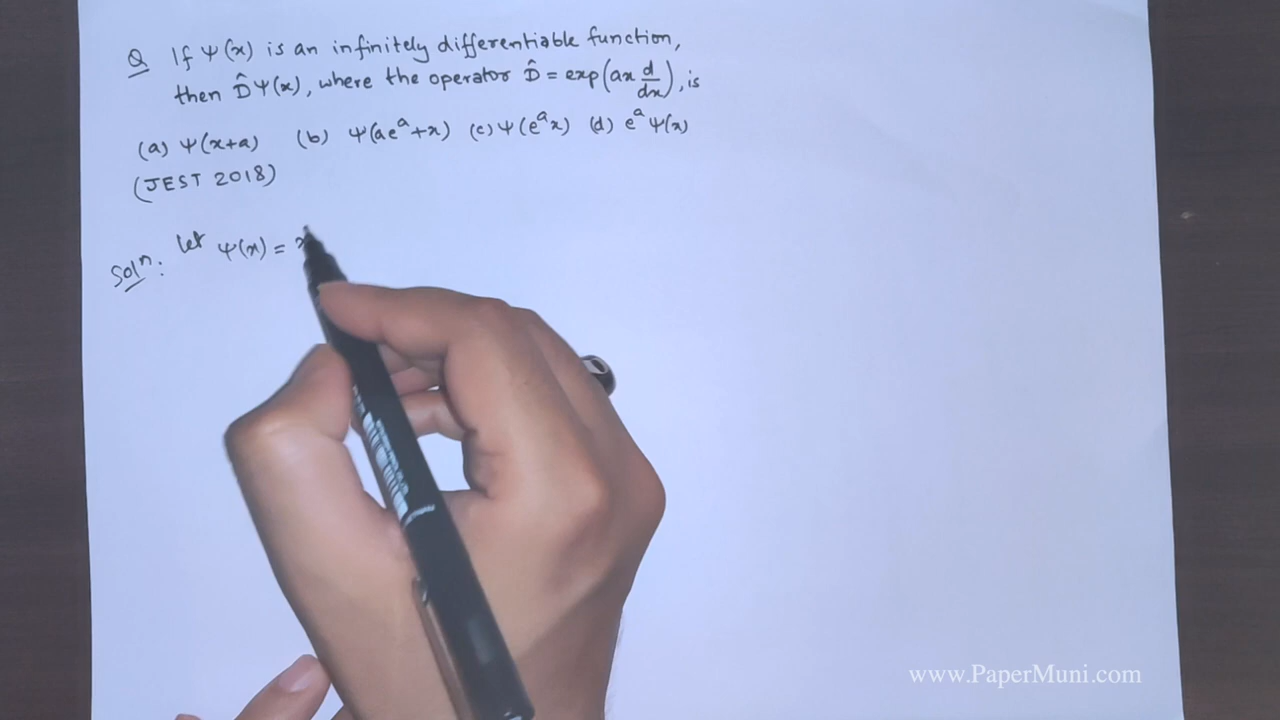 Q If Ψ(x) is an infinitely differentiable function,
then D̂Ψ(x), where the operator D̂ = exp(ax d/dx), is
(a) Ψ(x+a) (b) Ψ(ae^a+x) (c) Ψ(e^a x) (d) e^a Ψ(x)
(JEST 2018)
Solⁿ: let Ψ(x) = x
www.PaperMuni.com